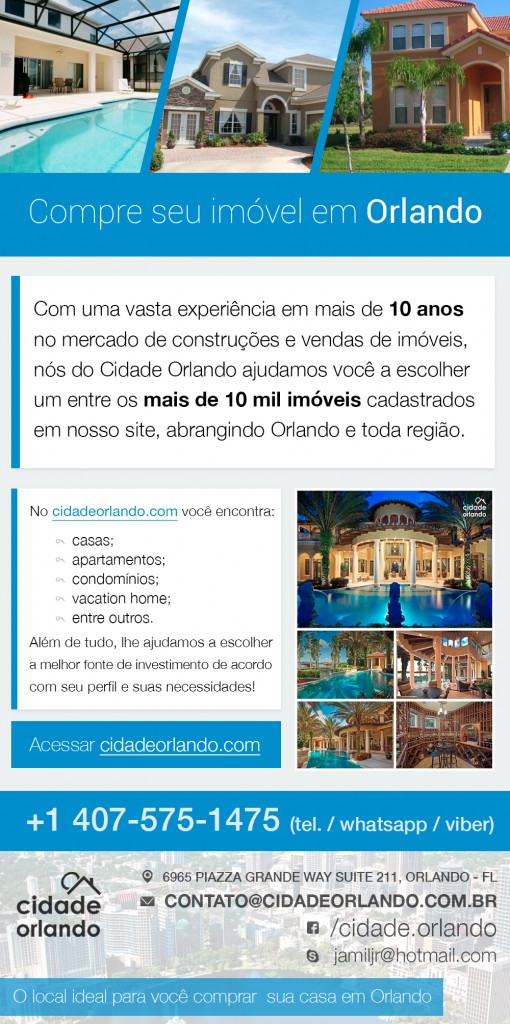 Compre seu imóvel em Orlando
Com uma vasta experiência em mais de 10 anos
no mercado de construções e vendas de imóveis,
nós do Cidade Orlando ajudamos você a escolher
um entre os mais de 10 mil imóveis cadastrados
em nosso site, abrangindo Orlando e toda região.
No cidadeorlando.com você encontra:
casas;
apartamentos;
condomínios;
vacation home;
entre outros.
Além de tudo, lhe ajudamos a escolher
a melhor fonte de investimento de acordo
com seu perfil e suas necessidades!
Acessar cidadeorlando.com
cidade
orlando
+1 407-575-1475 (tel. / whatsapp / viber)
cidade
orlando
6965 PIAZZA GRANDE WAY SUITE 211, ORLANDO - FL
CONTATO@CIDADEORLANDO.COM.BR
/cidade.orlando
jamiljr@hotmail.com
O local ideal para você comprar sua casa em Orlando